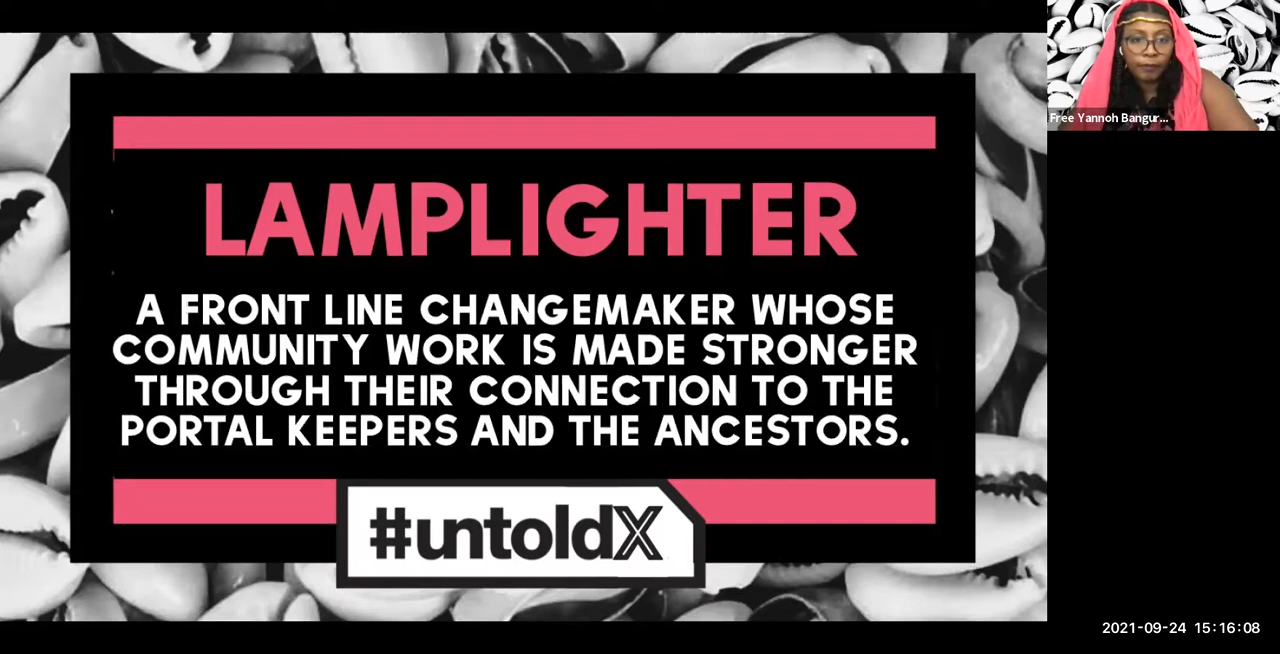 LAMPLIGHTER
A FRONT LINE CHANGEMAKER WHOSE
COMMUNITY WORK IS MADE STRONGER
THROUGH THEIR CONNECTION TO THE
PORTAL KEEPERS AND THE ANCESTORS.
#untoldX
Free Yannoh Bangur...
2021-09-24 15:16:08